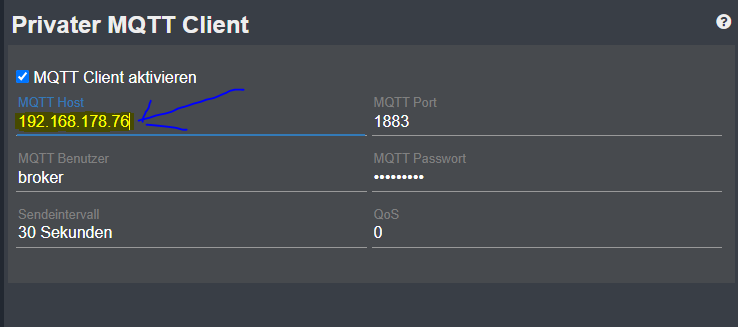 Privater MQTT Client
?
MQTT Client aktivieren
MQTT Host
MQTT Port
192.168.178.76
1883
MQTT Benutzer
MQTT Passwort
broker
•••••••••
Sendeintervall
QoS
30 Sekunden
0